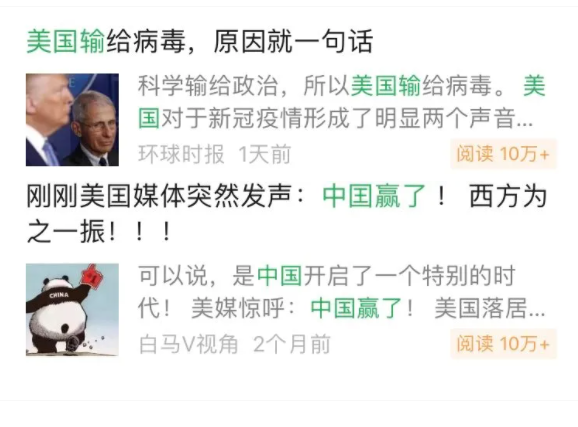 美国输给病毒，原因就一句话
科学输给政治，所以美国输给病毒。 美
国对于新冠疫情形成了明显两个声音...
环球时报 1天前
阅读 10万+
刚刚美囯媒体突然发声：中国赢了！ 西方为
之一振！！！
CHINA
#1
可以说，是中国开启了一个特别的时
代！ 美媒惊呼：中国赢了！ 美国落居...
白马V视角 2个月前
阅读 10万+